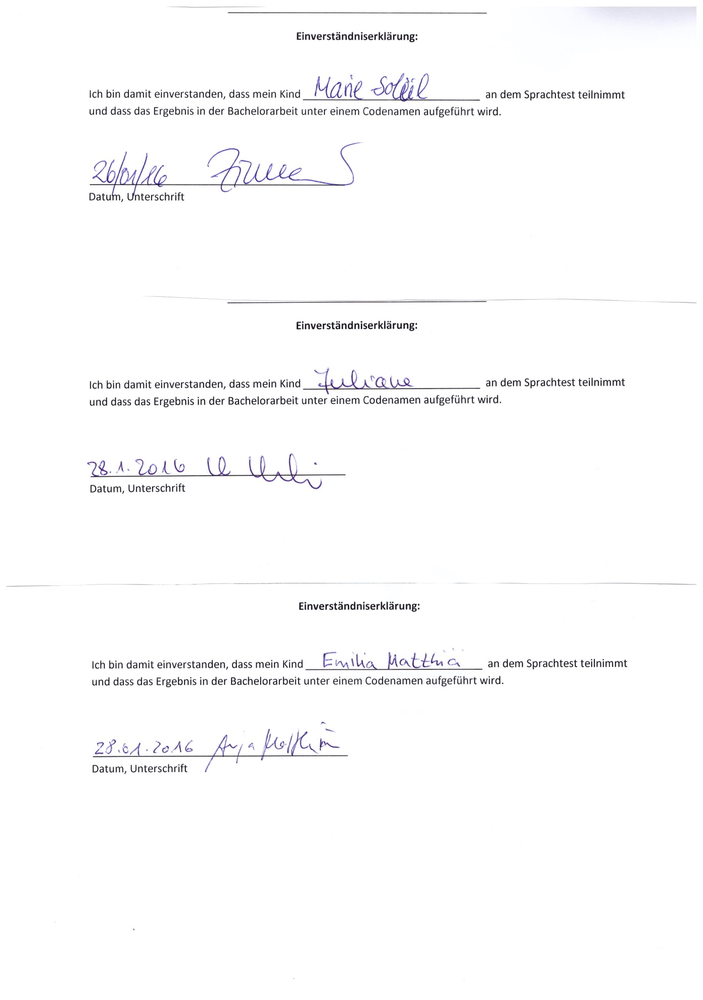 Einverständniserklärung:
Ich bin damit einverstanden, dass mein Kind Marie Soleil an dem Sprachtest teilnimmt
und dass das Ergebnis in der Bachelorarbeit unter einem Codenamen aufgeführt wird.
26/01/16
Datum, Unterschrift
Einverständniserklärung:
Ich bin damit einverstanden, dass mein Kind Juliane an dem Sprachtest teilnimmt
und dass das Ergebnis in der Bachelorarbeit unter einem Codenamen aufgeführt wird.
28.1.2016
Datum, Unterschrift
Einverständniserklärung:
Ich bin damit einverstanden, dass mein Kind Emilia Matthiä an dem Sprachtest teilnimmt
und dass das Ergebnis in der Bachelorarbeit unter einem Codenamen aufgeführt wird.
28.01.2016 Anja Matthiä
Datum, Unterschrift